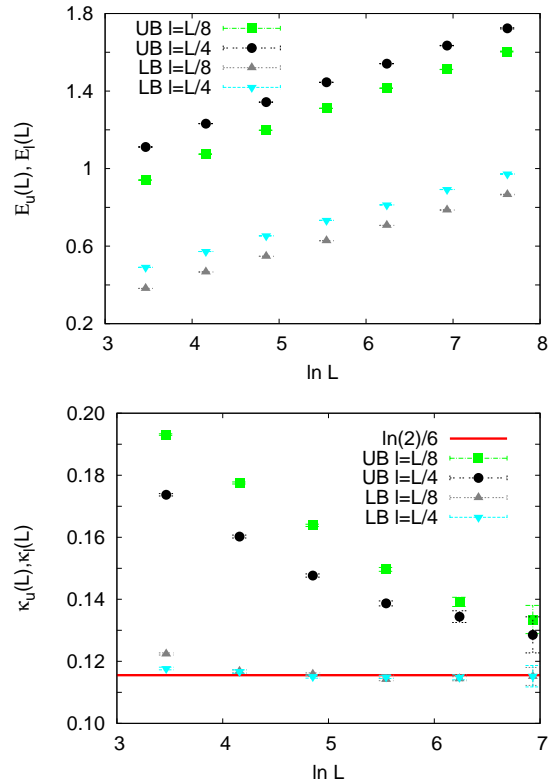 1.8
1.4
1
0.6
0.2
E_u(L), E_l(L)
UB l=L/8
UB l=L/4
LB l=L/8
LB l=L/4
3 4 5 6 7 8
ln L
0.20
0.18
0.16
0.14
0.12
0.10
κ_u(L),κ_l(L)
ln(2)/6
UB l=L/8
UB l=L/4
LB l=L/8
LB l=L/4
3 4 5 6 7
ln L